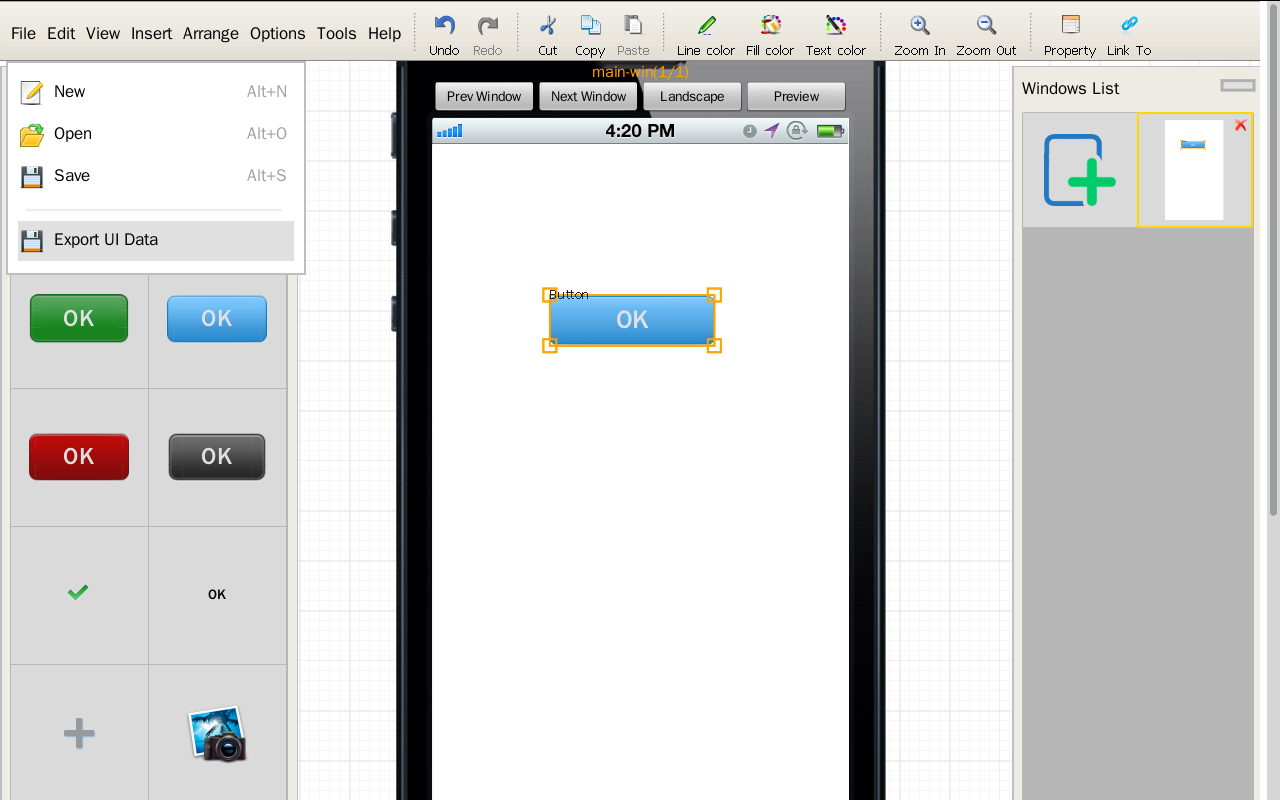 File Edit View Insert Arrange Options Tools Help
Undo Redo Cut Copy Paste Line color Fill color Text color Zoom In Zoom Out Property Link To
New Alt+N
Open Alt+O
Save Alt+S
Export UI Data
OK OK
OK OK
OK
main-win(1/1)
Prev Window Next Window Landscape Preview
4:20 PM
Button
OK
Windows List